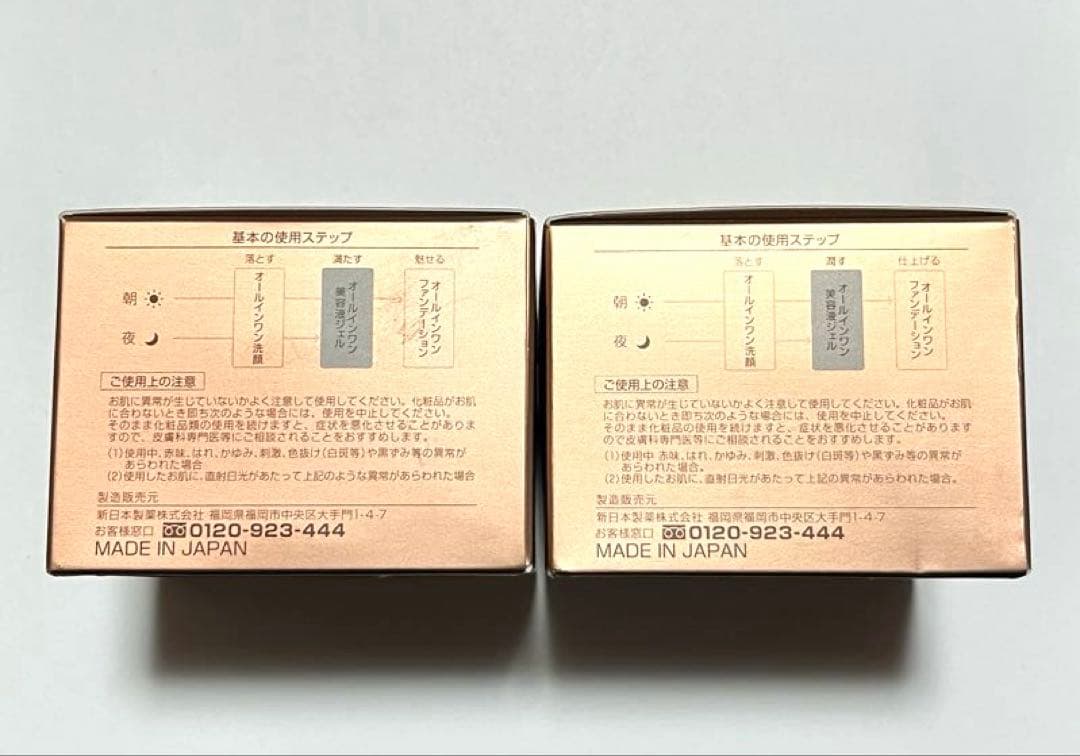 基本の使用ステップ
落とす 満たす 魅せる
朝
夜
オールインワン洗顔
オールインワン
美容液ジェル
オールインワン
ファンデーション
ご使用上の注意
お肌に異常が生じていないかよく注意して使用してください。化粧品がお肌
に合わないとき即ち次のような場合には、使用を中止してください。
そのまま化粧品類の使用を続けますと、症状を悪化させることがありま
すので、皮膚科専門医等にご相談されることをおすすめします。
(1)使用中、赤味、はれ、かゆみ、刺激、色抜け(白斑等)や黒ずみ等の異常が
あらわれた場合
(2)使用したお肌に、直射日光があたって上記のような異常があらわれた場合
製造販売元
新日本製薬株式会社 福岡県福岡市中央区大手門1-4-7
お客様窓口 0120-923-444
MADE IN JAPAN
基本の使用ステップ
落とす 潤す 仕上げる
朝
夜
オールインワン洗顔
オールインワン
美容液ジェル
オールインワン
ファンデーション
ご使用上の注意
お肌に異常が生じていないかよく注意して使用してください。化粧品がお肌
に合わないとき即ち次のような場合には、使用を中止してください。
そのまま化粧品の使用を続けますと、症状を悪化させることがあります
ので皮膚科専門医等にご相談されることをおすすめします。
(1)使用中 赤味、はれ、かゆみ、刺激、色抜け(白斑等)や黒ずみ等の異常が
あらわれた場合。
(2)使用したお肌に、直射日光があたって上記の異常があらわれた場合。
製造販売元
新日本製薬株式会社 福岡県福岡市中央区大手門1-4-7
お客様窓口 0120-923-444
MADE IN JAPAN